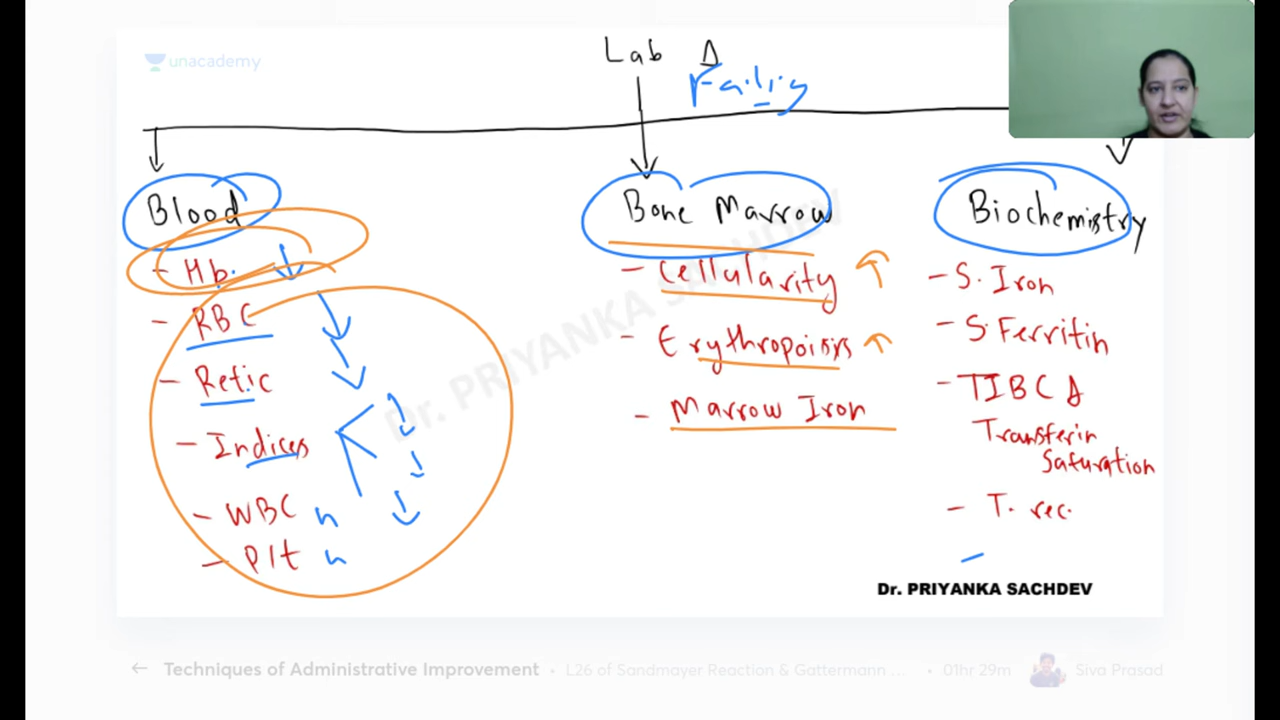 unacademy
Lab Δ
Blood
- Hb.
- RBC
- Retic
- Indices
- WBC n
- Plt n
Bone Marrow
- Cellularity ↑
- Erythropoisis ↑
- Marrow Iron
Biochemistry
- S. Iron
- S. Ferritin
- TIBC
Transferin
Saturation
- T. rec.
Dr. PRIYANKA SACHDEV
Dr. PRIYANKA SACHDEV
← Techniques of Administrative Improvement • L26 of Sandmayer Reaction & Gattermann ... • 01hr 29m Siva Prasad